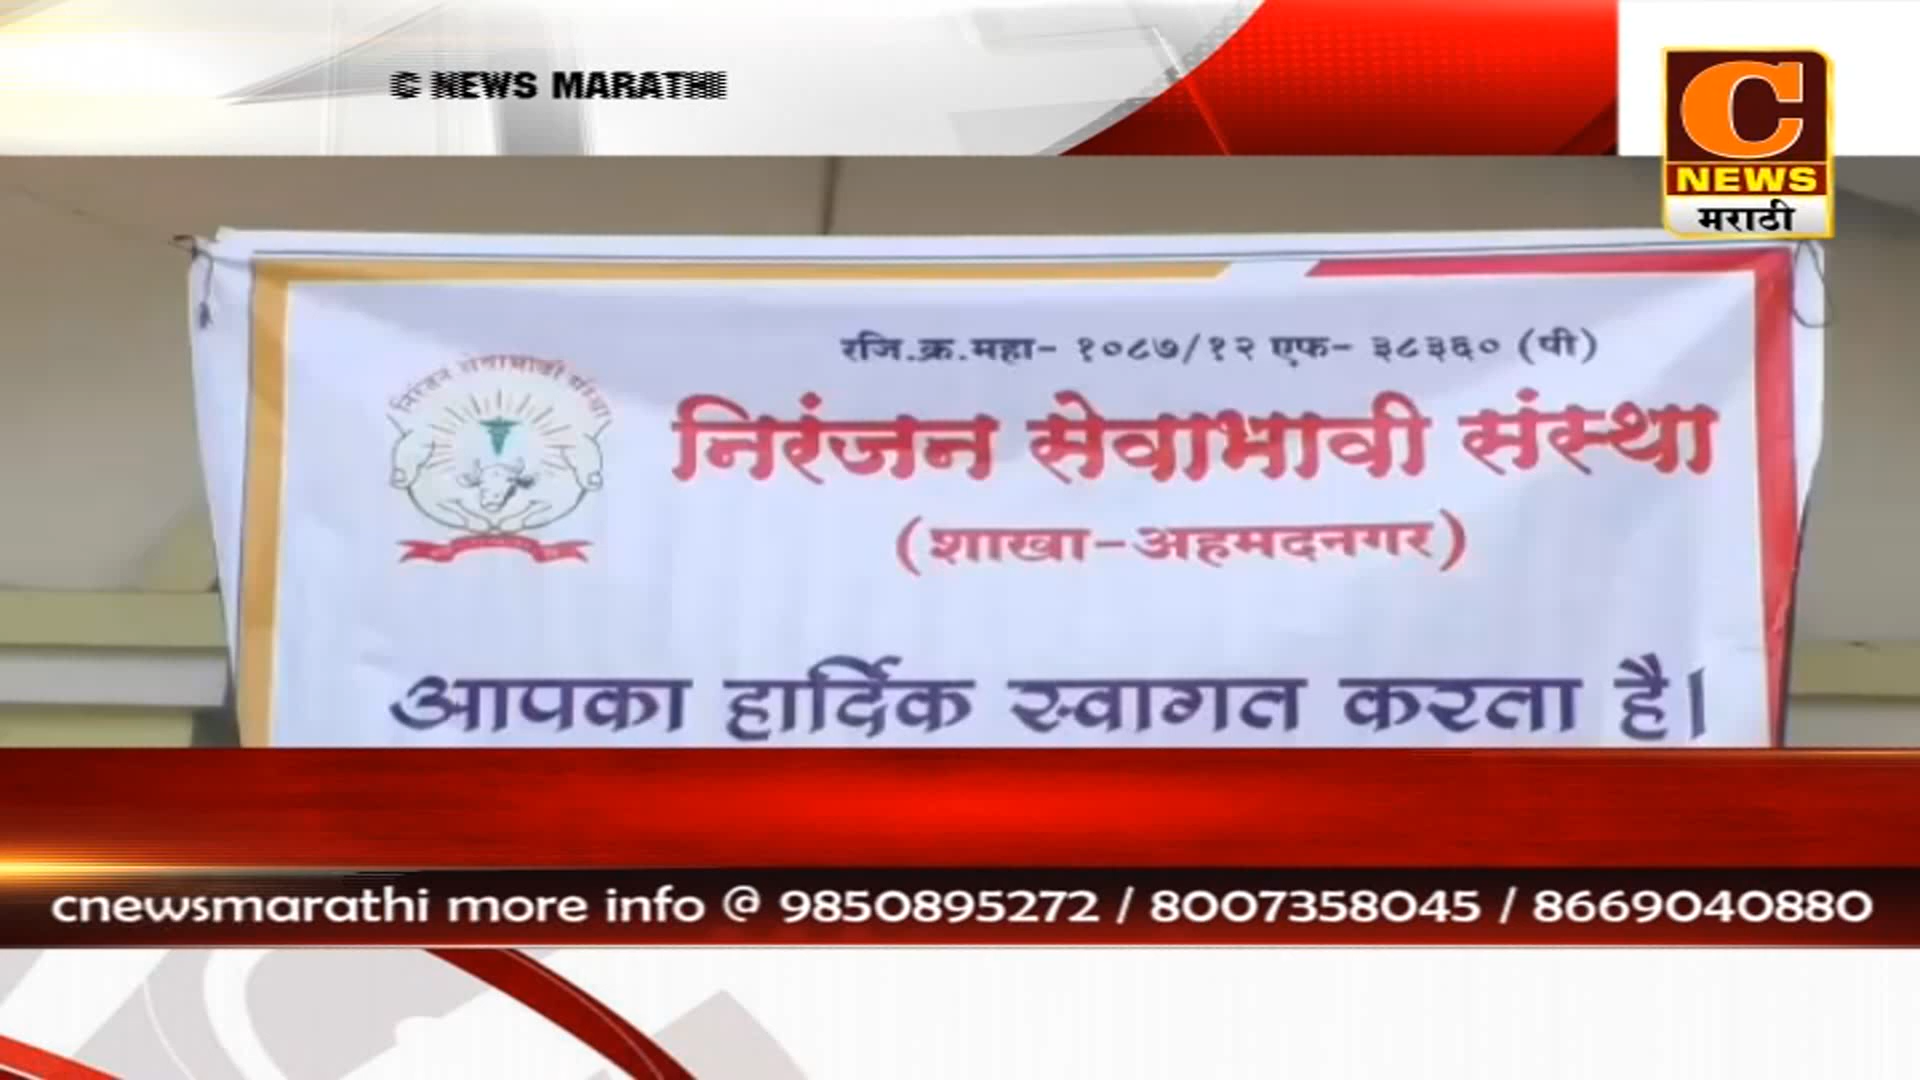 C NEWS MARATHI
C
NEWS
मराठी
रजि.क्र.महा- १०८७/१२ एफ- ३८३६० (पी)
निरंजन सेवाभावी संस्था
निरंजन सेवाभावी संस्था
(शाखा-अहमदनगर)
आपका हार्दिक स्वागत करता है।
cnewsmarathi more info @ 9850895272 / 8007358045 / 8669040880